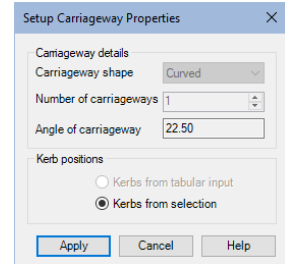 Setup Carriageway Properties
Carriageway details
Carriageway shape Curved
Number of carriageways 1
Angle of carriageway 22.50
Kerb positions
Kerbs from tabular input
Kerbs from selection
Apply Cancel Help